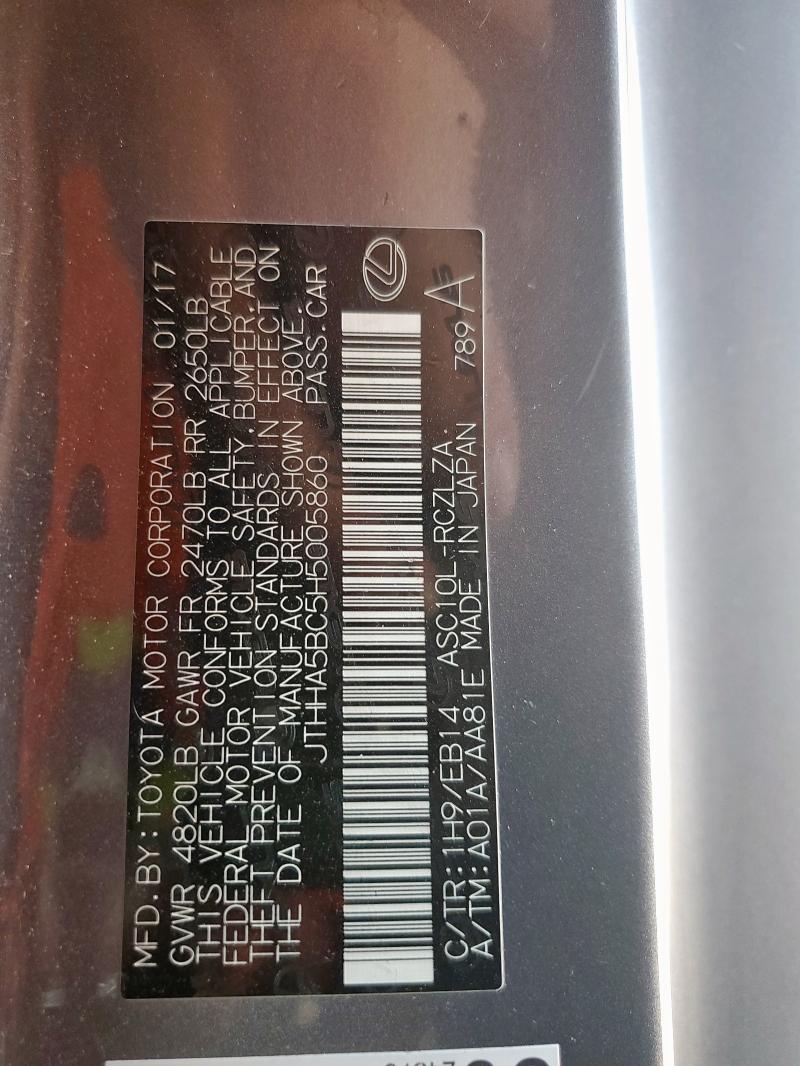 MFD. BY: TOYOTA MOTOR CORPORATION 01/17
GVWR 4820LB GAWR FR 2470LB RR 2650LB
THIS VEHICLE CONFORMS TO ALL APPLICABLE
FEDERAL MOTOR VEHICLE SAFETY, BUMPER, AND
THEFT PREVENTION STANDARDS IN EFFECT ON
THE DATE OF MANUFACTURE SHOWN ABOVE.
JTHHA5BC5H5005860 PASS. CAR
C/TR: 1H9/EB14 ASC10L-RCZLZA
A/TM: A01A/AA81E MADE IN JAPAN 789 A